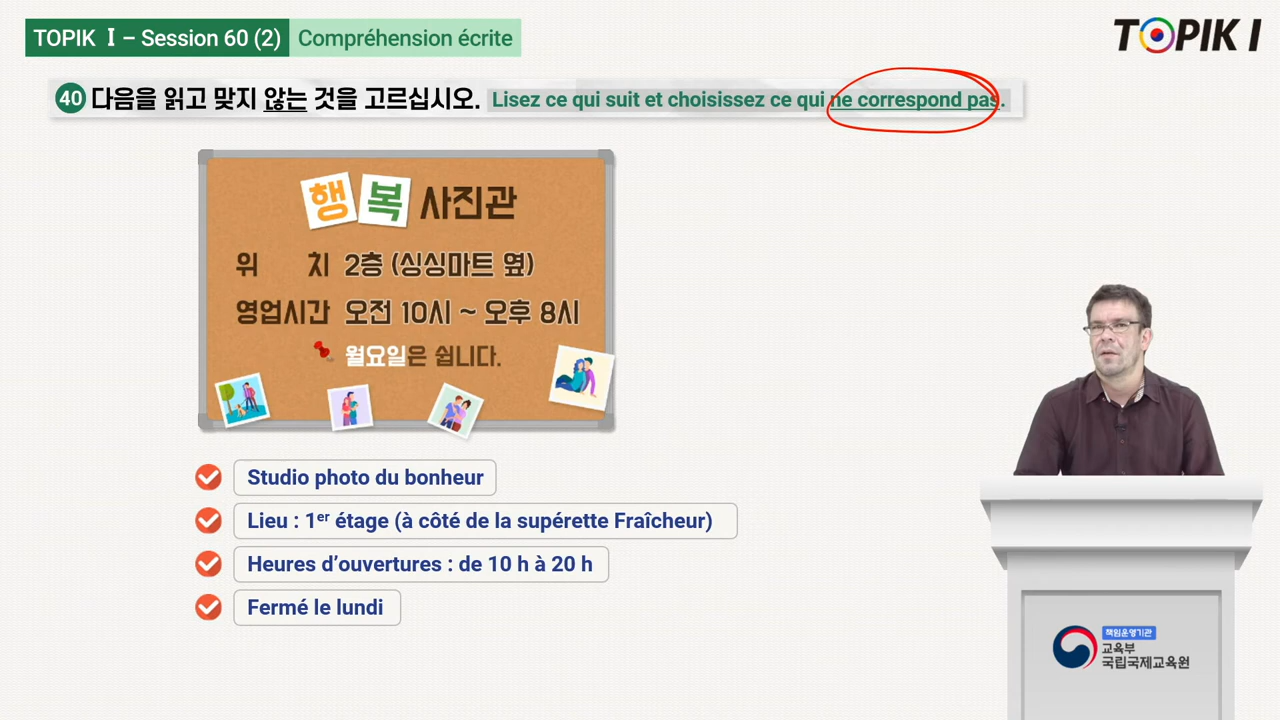 TOPIK Ⅰ – Session 60 (2) Compréhension écrite
TOPIK I
40 다음을 읽고 맞지 않는 것을 고르십시오. Lisez ce qui suit et choisissez ce qui ne correspond pas.
행복 사진관
위 치 2층 (싱싱마트 옆)
영업시간 오전 10시 ~ 오후 8시
월요일은 쉽니다.
Studio photo du bonheur
Lieu : 1er étage (à côté de la supérette Fraîcheur)
Heures d’ouvertures : de 10 h à 20 h
Fermé le lundi
책임운영기관
교육부
국립국제교육원